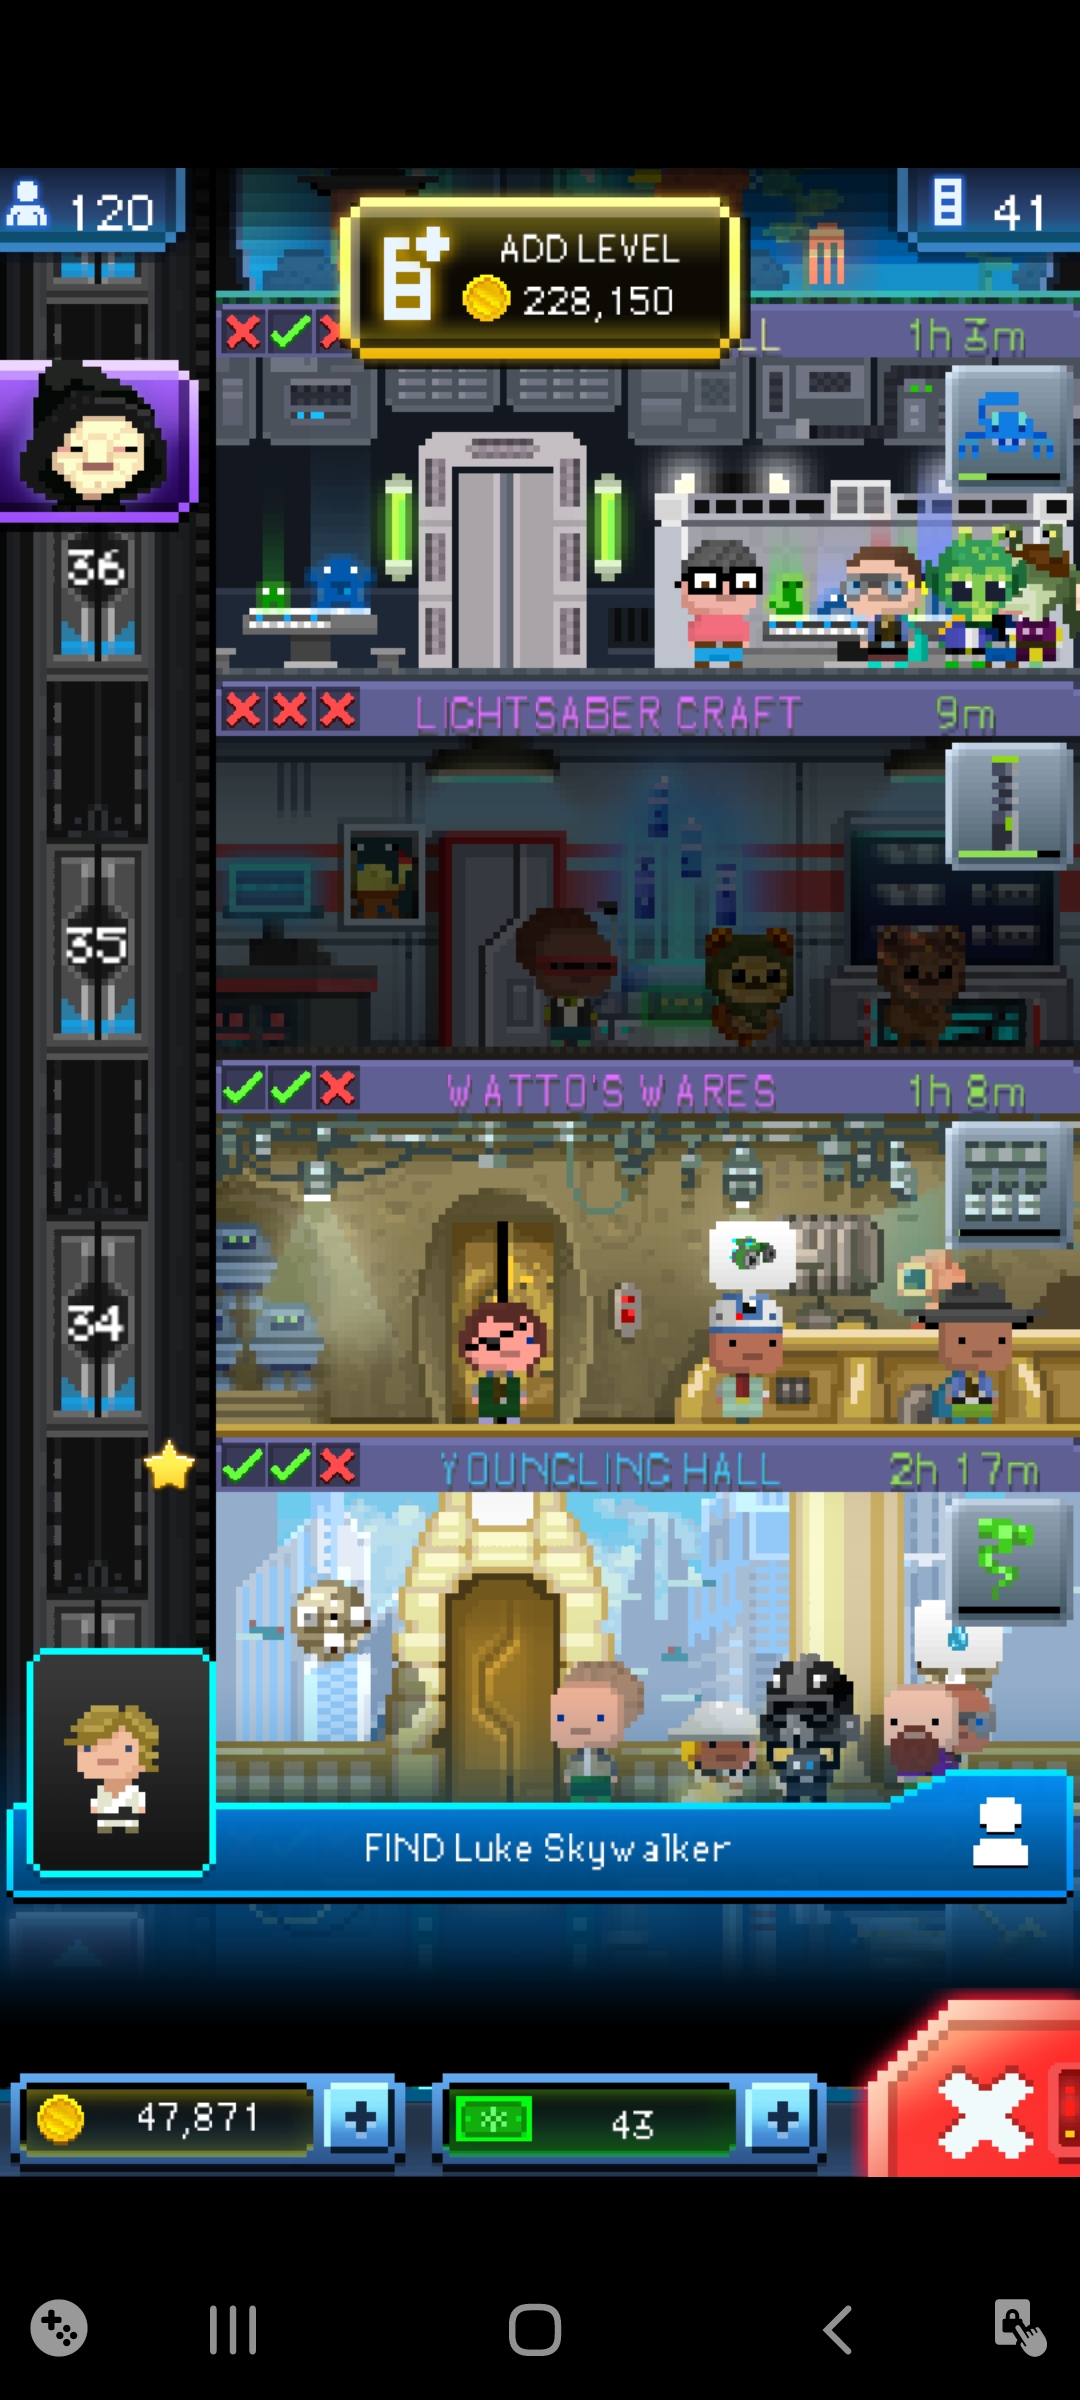 120
ADD LEVEL
228,150
41
LL
1h 3m
36
LIGHTSABER CRAFT
9m
35
WATTO'S WARES
1h 8m
34
YOUNGLING HALL
2h 17m
FIND Luke Skywalker
47,871
43